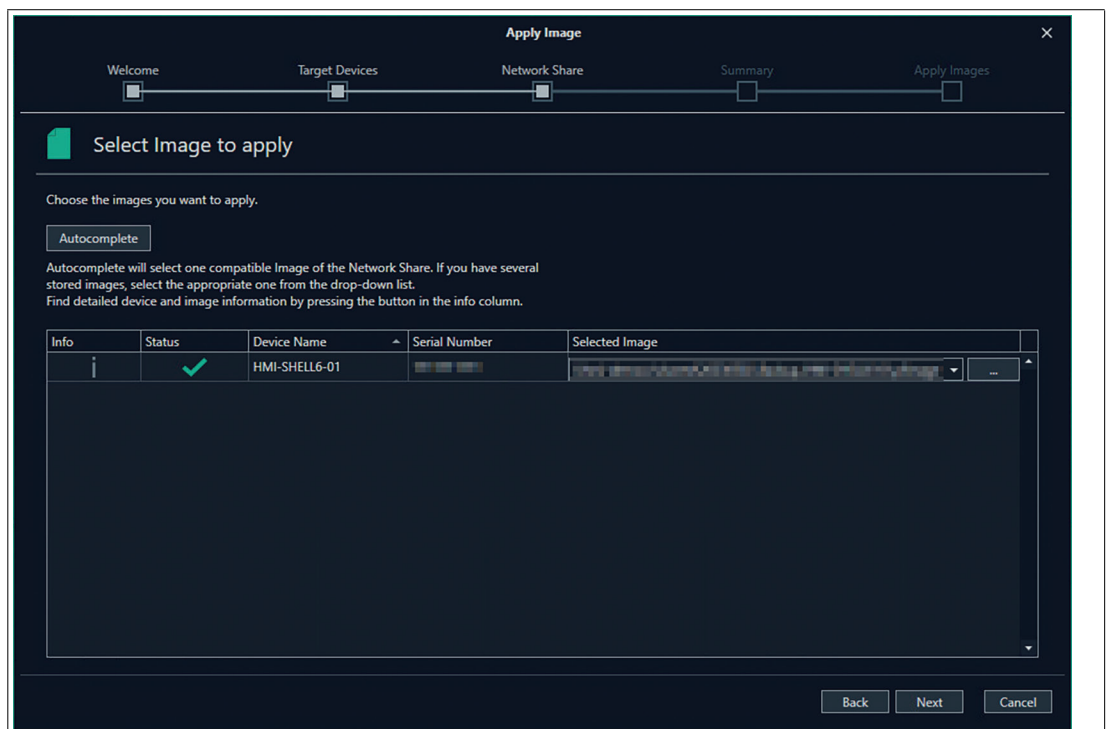 Apply Image
Welcome
Target Devices
Network Share
Summary
Apply Images
Select Image to apply
Choose the images you want to apply.
Autocomplete
Autocomplete will select one compatible Image of the Network Share. If you have several
stored images, select the appropriate one from the drop-down list.
Find detailed device and image information by pressing the button in the info column.
Info Status Device Name Serial Number Selected Image
i HMI-SHELL6-01 ...
Back Next Cancel